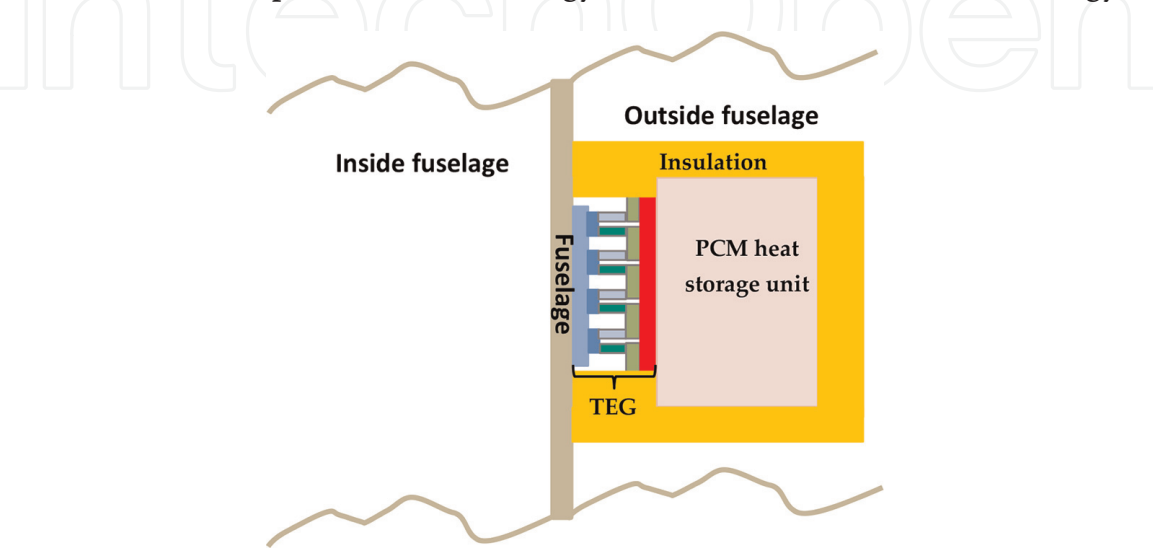 Outside fuselage
Inside fuselage
Insulation
Fuselage
PCM heat
storage unit
TEG